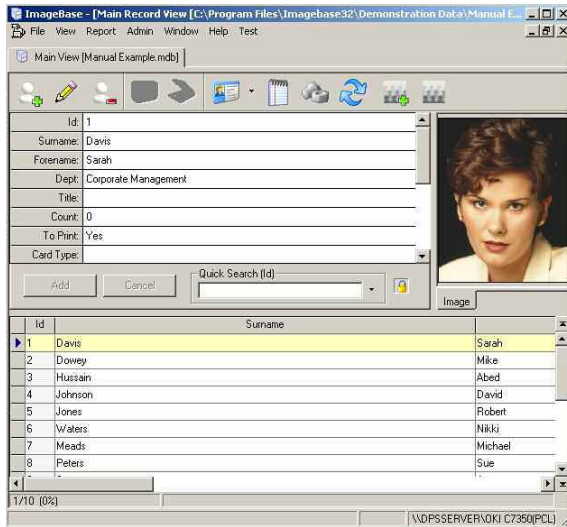 ImageBase - [Main Record View [C:\Program Files\Imagebase32\Demonstration Data\Manual E...
File View Report Admin Window Help Test
Main View [Manual Example.mdb]
Id: 1
Surname: Davis
Forename: Sarah
Dept: Corporate Management
Title:
Count: 0
To Print: Yes
Card Type:
Add Cancel Quick Search (Id)
Image
Id Surname
1 Davis Sarah
2 Dowey Mike
3 Hussain Abed
4 Johnson David
5 Jones Robert
6 Waters Nikki
7 Meads Michael
8 Peters Sue
1/10 (0%)
\\DPSSERVER\OKI C7350(PCL)